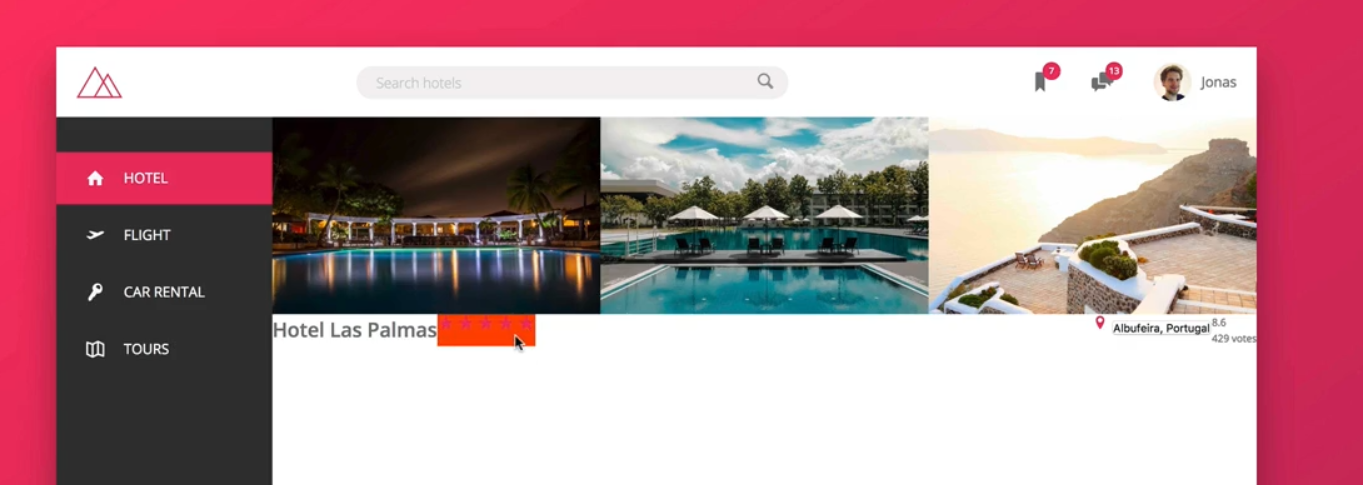 Search hotels
7
13
Jonas
HOTEL
FLIGHT
CAR RENTAL
TOURS
Hotel Las Palmas
Albufeira, Portugal
8.6
429 votes